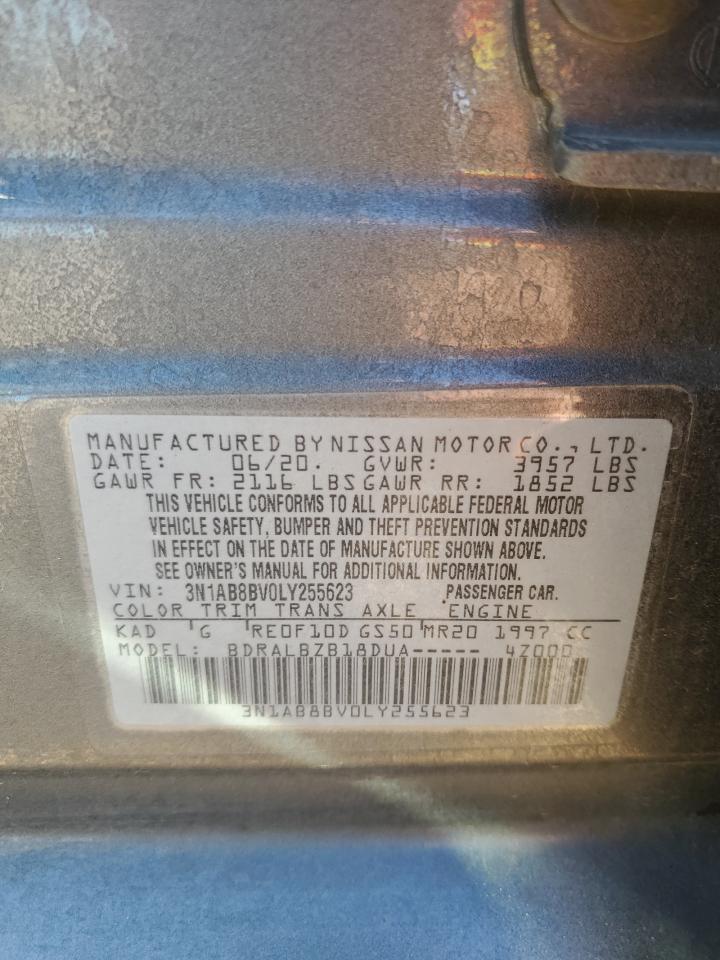 MANUFACTURED BY NISSAN MOTOR CO., LTD.
DATE: 06/20. GVWR: 3957 LBS
GAWR FR: 2116 LBS GAWR RR: 1852 LBS
THIS VEHICLE CONFORMS TO ALL APPLICABLE FEDERAL MOTOR
VEHICLE SAFETY, BUMPER AND THEFT PREVENTION STANDARDS
IN EFFECT ON THE DATE OF MANUFACTURE SHOWN ABOVE.
SEE OWNER'S MANUAL FOR ADDITIONAL INFORMATION.
VIN: 3N1AB8BV0LY255623 PASSENGER CAR.
COLOR TRIM TRANS AXLE ENGINE
KAD G RE0F10D GS50 MR20 1997 CC
MODEL: BDRALBZB18DUA----- 4Z000
3N1AB8BV0LY255623